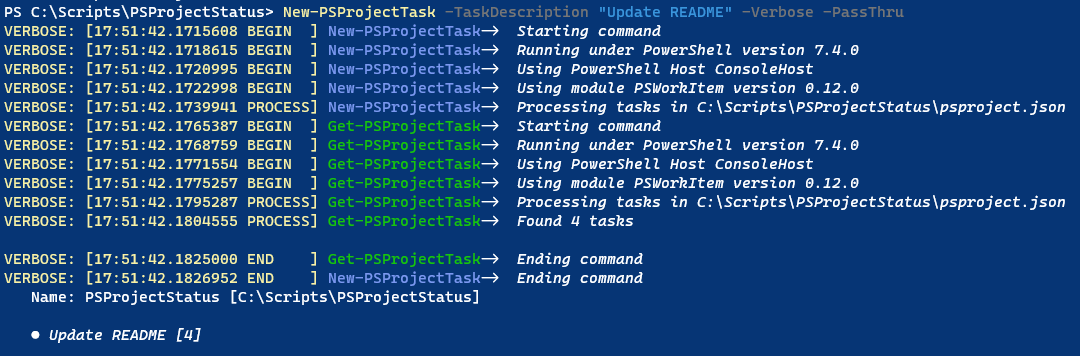 PS C:\Scripts\PSProjectStatus> New-PSProjectTask -TaskDescription "Update README" -Verbose -PassThru
VERBOSE: [17:51:42.1715608 BEGIN  ] New-PSProjectTask→ Starting command
VERBOSE: [17:51:42.1718615 BEGIN  ] New-PSProjectTask→ Running under PowerShell version 7.4.0
VERBOSE: [17:51:42.1720995 BEGIN  ] New-PSProjectTask→ Using PowerShell Host ConsoleHost
VERBOSE: [17:51:42.1722998 BEGIN  ] New-PSProjectTask→ Using module PSWorkItem version 0.12.0
VERBOSE: [17:51:42.1739941 PROCESS] New-PSProjectTask→ Processing tasks in C:\Scripts\PSProjectStatus\psproject.json
VERBOSE: [17:51:42.1765387 BEGIN  ] Get-PSProjectTask→ Starting command
VERBOSE: [17:51:42.1768759 BEGIN  ] Get-PSProjectTask→ Running under PowerShell version 7.4.0
VERBOSE: [17:51:42.1771554 BEGIN  ] Get-PSProjectTask→ Using PowerShell Host ConsoleHost
VERBOSE: [17:51:42.1775257 BEGIN  ] Get-PSProjectTask→ Using module PSWorkItem version 0.12.0
VERBOSE: [17:51:42.1795287 PROCESS] Get-PSProjectTask→ Processing tasks in C:\Scripts\PSProjectStatus\psproject.json
VERBOSE: [17:51:42.1804555 PROCESS] Get-PSProjectTask→ Found 4 tasks
VERBOSE: [17:51:42.1825000 END    ] Get-PSProjectTask→ Ending command
VERBOSE: [17:51:42.1826952 END    ] New-PSProjectTask→ Ending command
Name: PSProjectStatus [C:\Scripts\PSProjectStatus]
● Update README [4]